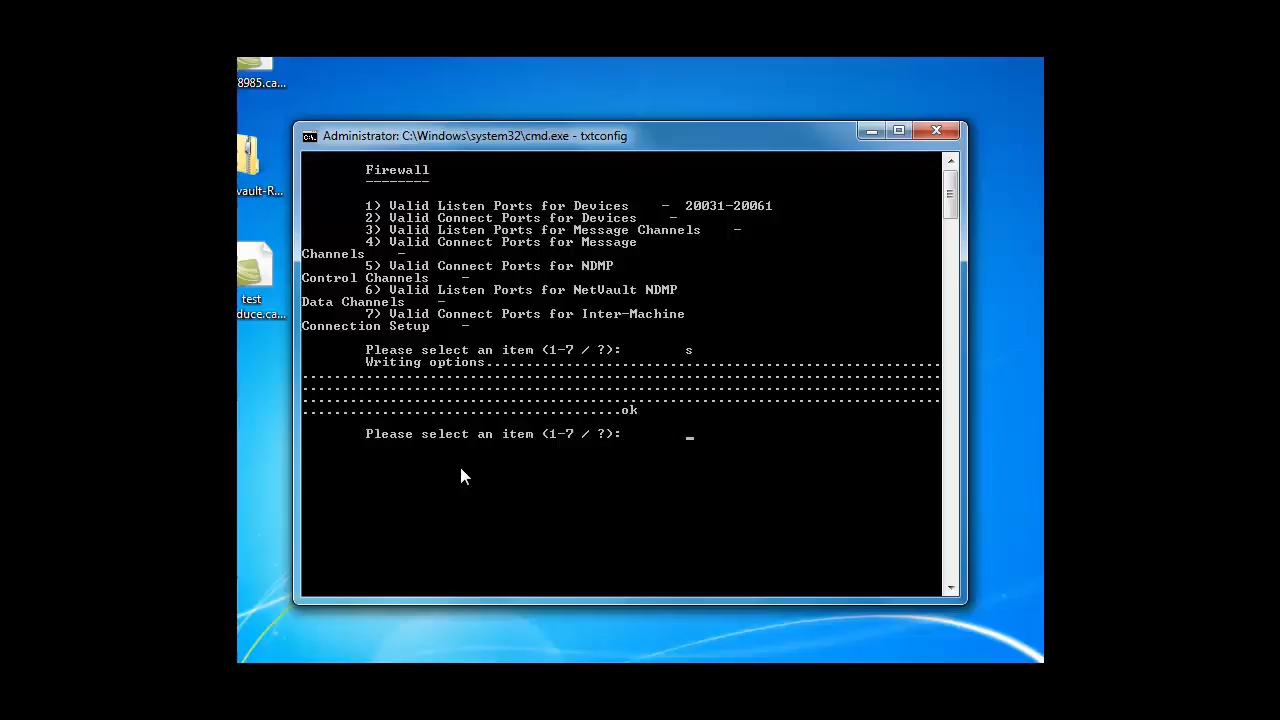 8985.ca...
vault-R...
test
duce.ca...
Administrator: C:\Windows\system32\cmd.exe - txtconfig
Firewall
--------
1) Valid Listen Ports for Devices - 20031-20061
2) Valid Connect Ports for Devices -
3) Valid Listen Ports for Message Channels -
4) Valid Connect Ports for Message
Channels -
5) Valid Connect Ports for NDMP
Control Channels -
6) Valid Listen Ports for NetVault NDMP
Data Channels -
7) Valid Connect Ports for Inter-Machine
Connection Setup -
Please select an item (1-7 / ?): s
Writing options.........................................................
................................................................................
................................................................................
................................................................................
........................................ok
Please select an item (1-7 / ?): _